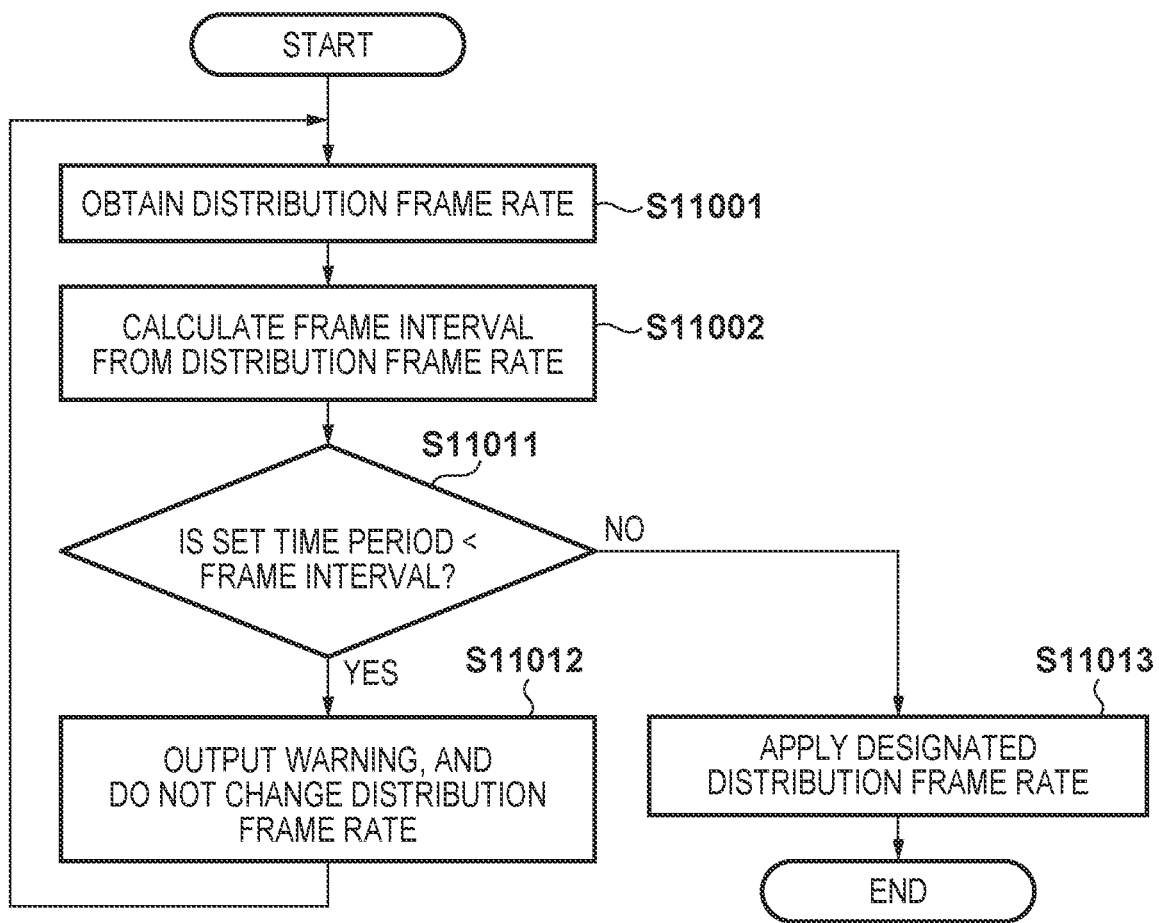 START
OBTAIN DISTRIBUTION FRAME RATE
S11001
CALCULATE FRAME INTERVAL
FROM DISTRIBUTION FRAME RATE
S11002
S11011
IS SET TIME PERIOD <
FRAME INTERVAL?
NO
YES
S11012
OUTPUT WARNING, AND
DO NOT CHANGE DISTRIBUTION
FRAME RATE
S11013
APPLY DESIGNATED
DISTRIBUTION FRAME RATE
END